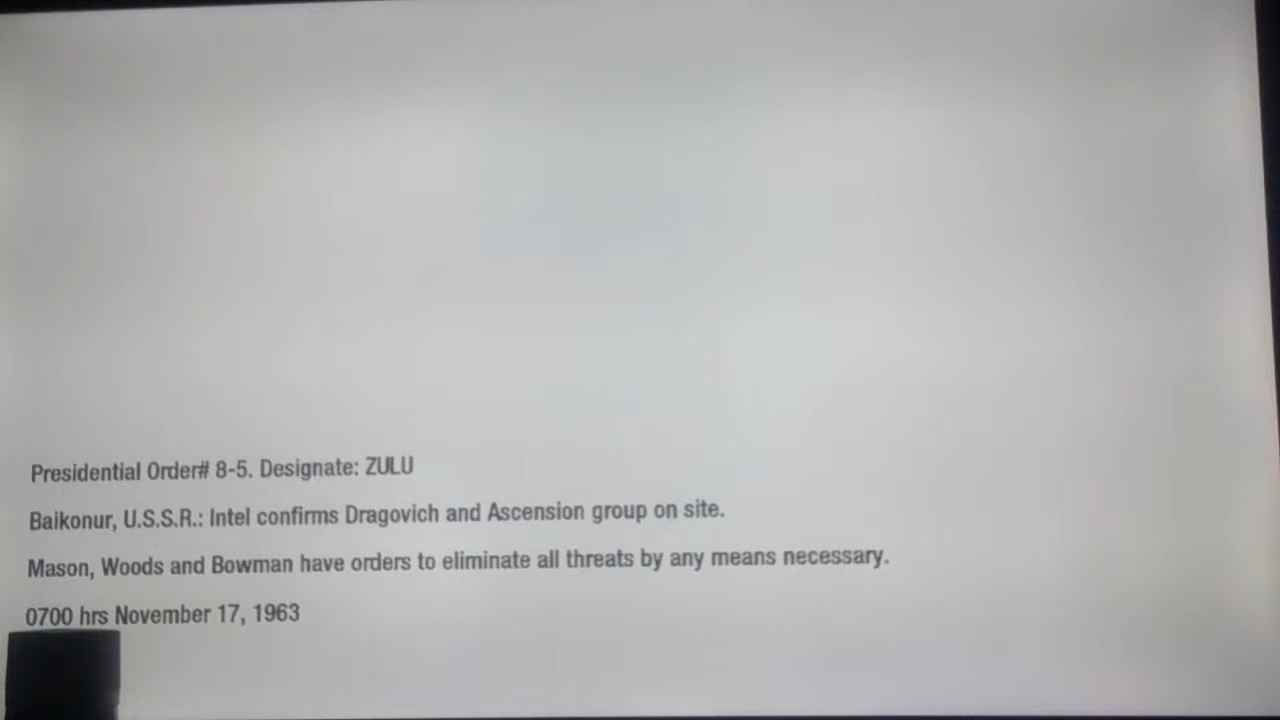 Presidential Order# 8-5. Designate: ZULU
Baikonur, U.S.S.R.: Intel confirms Dragovich and Ascension group on site.
Mason, Woods and Bowman have orders to eliminate all threats by any means necessary.
0700 hrs November 17, 1963